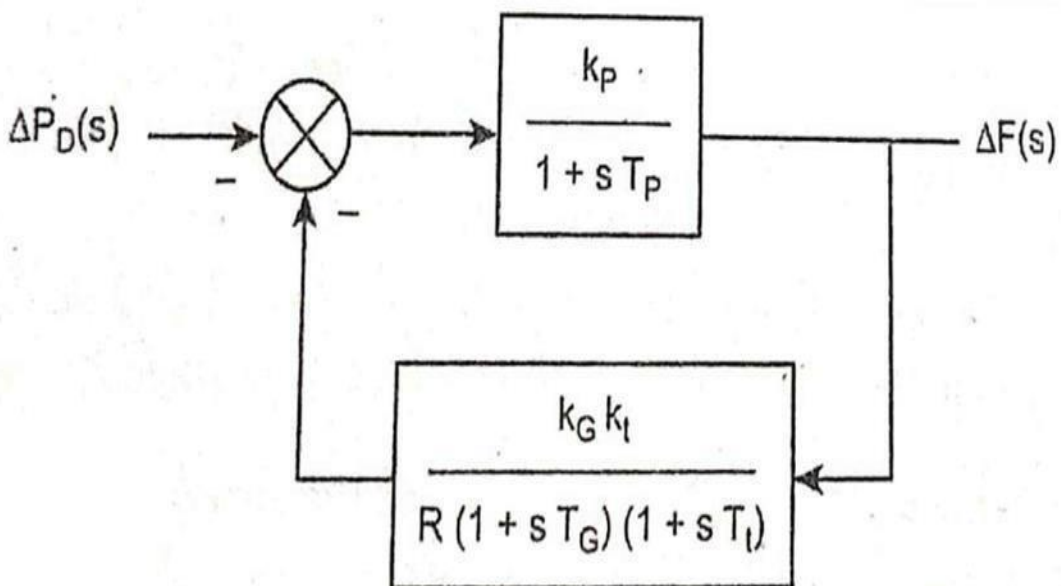 k_P
1 + s T_P
ΔP_D(s)
ΔF(s)
−
−
k_G k_t
R (1 + s T_G) (1 + s T_t)